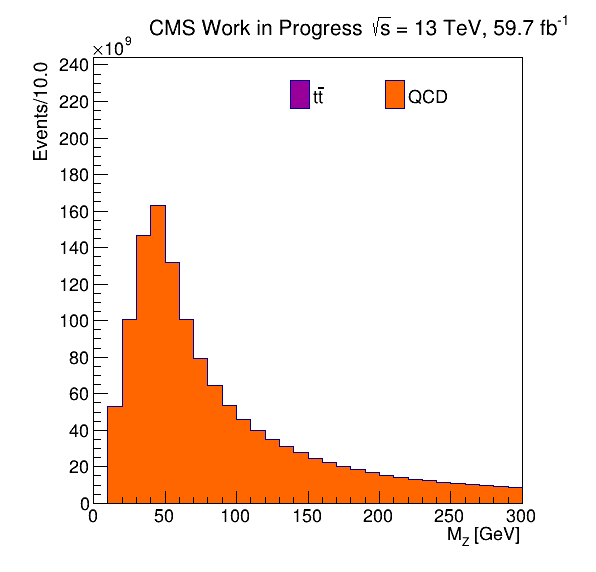 CMS Work in Progress √s = 13 TeV, 59.7 fb⁻¹
×10⁹
Events/10.0
240
220
200
180
160
140
120
100
80
60
40
20
0
tt̄
QCD
0 50 100 150 200 250 300
M_Z [GeV]